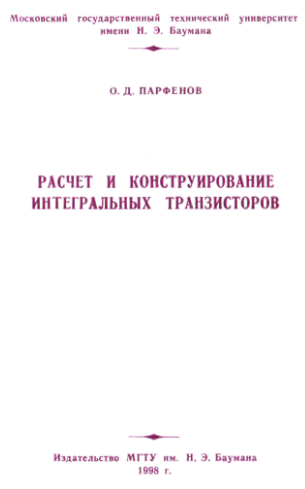 Московский государственный технический университет
имени Н. Э. Баумана
О. Д. ПАРФЕНОВ
РАСЧЕТ И КОНСТРУИРОВАНИЕ
ИНТЕГРАЛЬНЫХ ТРАНЗИСТОРОВ
Издательство МГТУ им. Н. Э. Баумана
1998 г.